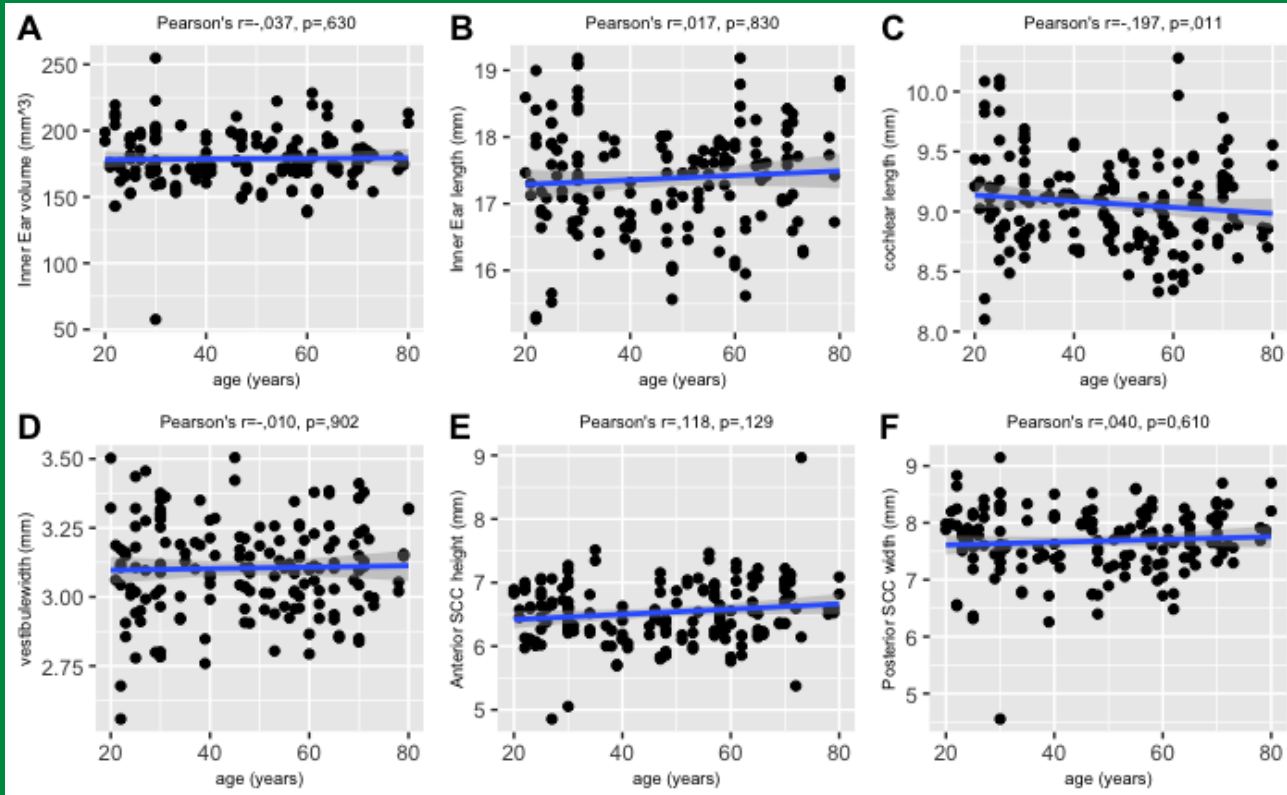 A
Pearson's r=-,037, p=,630
Inner Ear volume (mm^3)
250
200
150
100
50
20 40 60 80
age (years)
B
Pearson's r=,017, p=,830
Inner Ear length (mm)
19
18
17
16
20 40 60 80
age (years)
C
Pearson's r=-,197, p=,011
cochlear length (mm)
10.0
9.5
9.0
8.5
8.0
20 40 60 80
age (years)
D
Pearson's r=-,010, p=,902
vestibulewidth (mm)
3.50
3.25
3.00
2.75
20 40 60 80
age (years)
E
Pearson's r=,118, p=,129
Anterior SCC height (mm)
9
8
7
6
5
20 40 60 80
age (years)
F
Pearson's r=,040, p=0,610
Posterior SCC width (mm)
9
8
7
6
5
20 40 60 80
age (years)